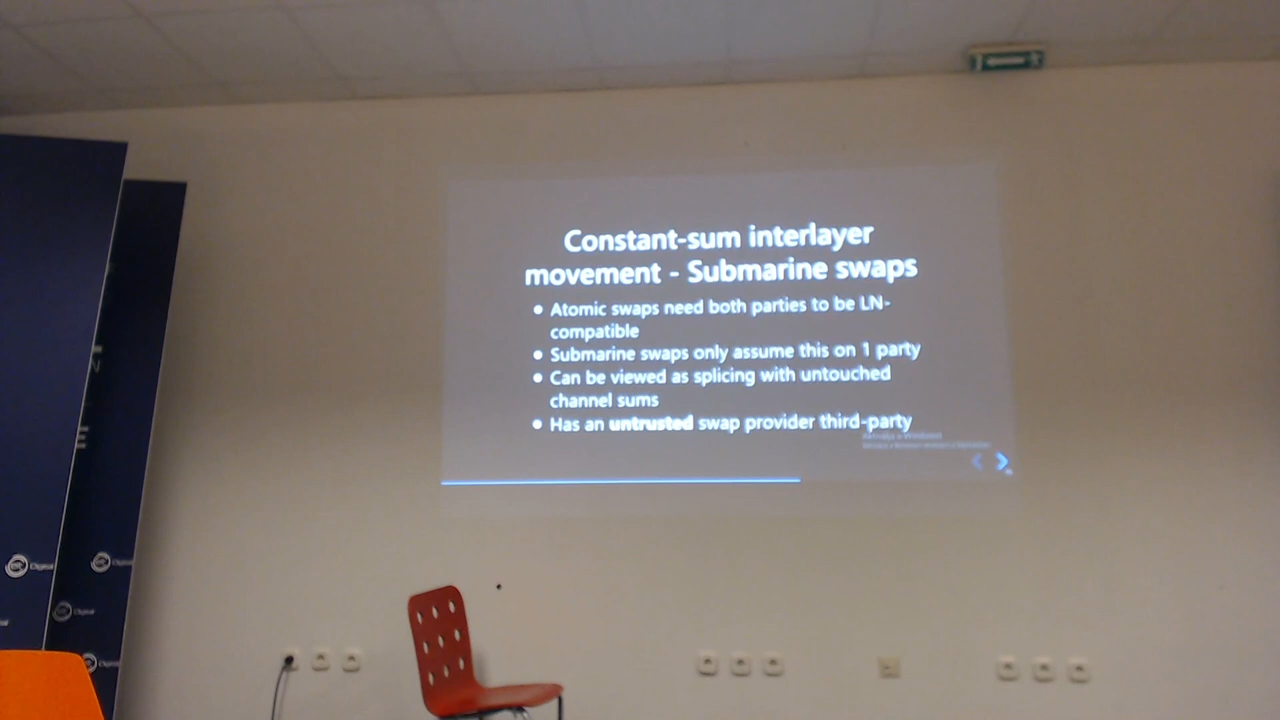 Constant-sum interlayer
movement - Submarine swaps
• Atomic swaps need both parties to be LN-
compatible
• Submarine swaps only assume this on 1 party
• Can be viewed as splicing with untouched
channel sums
• Has an untrusted swap provider third-party
Digital
Digital